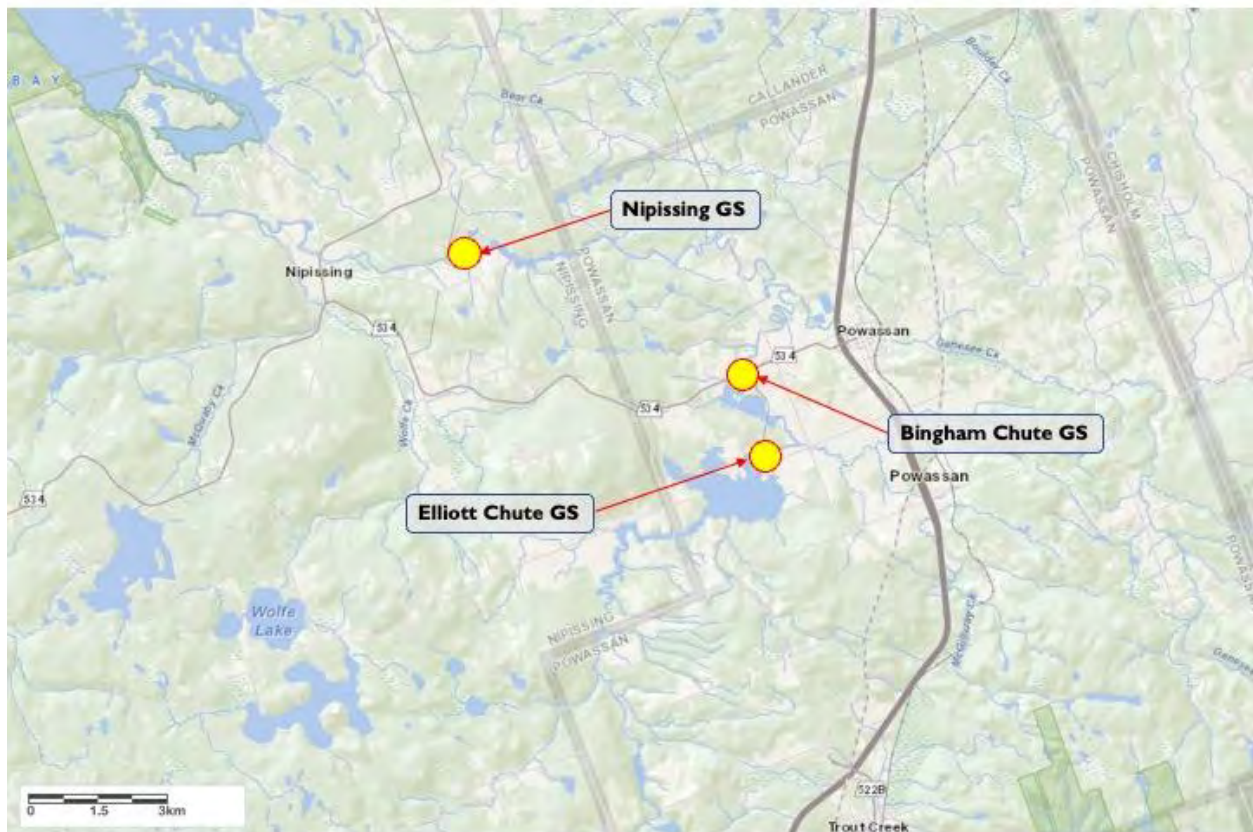 BAY
Bear Ck
CALLANDER
POWASSAN
Boulder Ck
CHISHOLM
POWASSAN
Nipissing GS
Nipissing
POWASSAN
NIPISSING
534
534
Powassan
Genesee Ck
McQuaby Ck
Wolfe Ck
534
Bingham Chute GS
Powassan
534
Elliott Chute GS
Wolfe
Lake
NIPISSING
POWASSAN
McGillvray Ck
522B
Trout Creek
0 1.5 3km